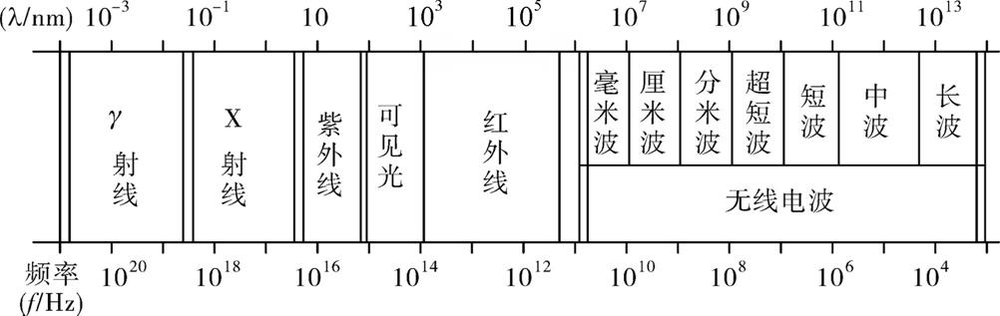 (λ/nm) 10⁻³ 10⁻¹ 10 10³ 10⁵ 10⁷ 10⁹ 10¹¹ 10¹³
γ射线
X射线
紫外线
可见光
红外线
毫米波
厘米波
分米波
超短波
短波
中波
长波
无线电波
频率 10²⁰ 10¹⁸ 10¹⁶ 10¹⁴ 10¹² 10¹⁰ 10⁸ 10⁶ 10⁴
(f/Hz)